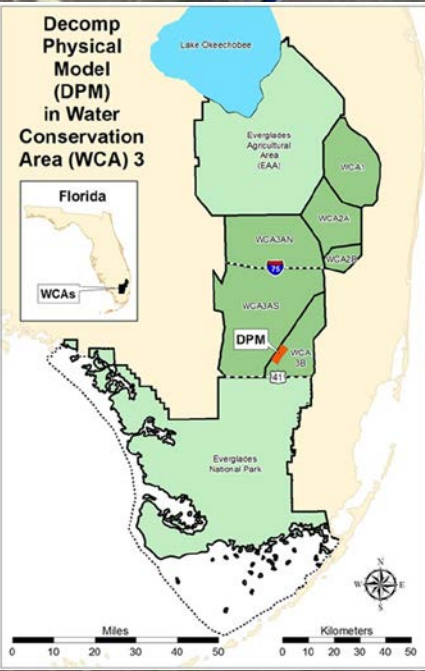 Decomp
Physical
Model
(DPM)
in Water
Conservation
Area (WCA) 3
Lake Okeechobee
Everglades
Agricultural
Area
(EAA)
WCA1
Florida
WCAs
WCA2A
WCA2B
WCA3AN
75
WCA3AS
DPM
WCA
3B
41
Everglades
National Park
N
W E
S
Miles
0 10 20 30 40 50
Kilometers
0 10 20 30 40 50